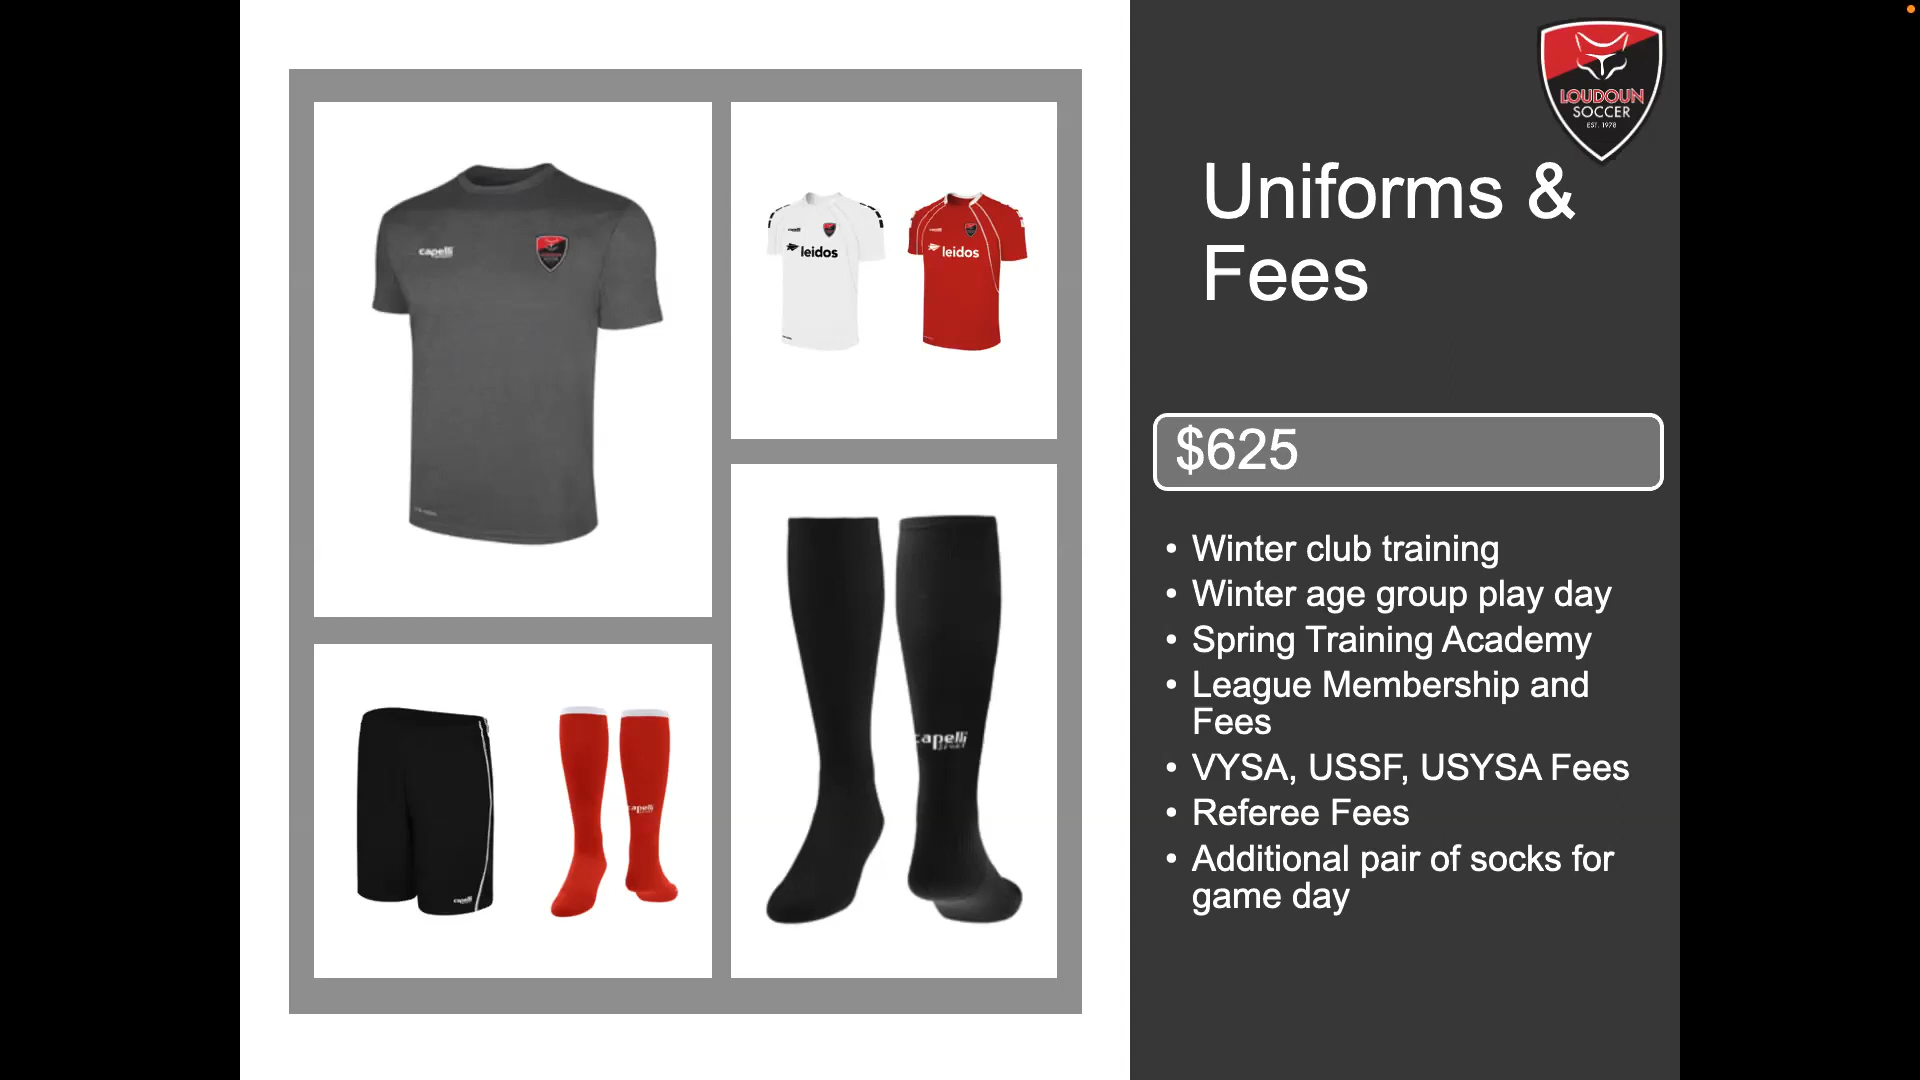 LOUDOUN
SOCCER
EST. 1978
Uniforms &
Fees
$625
• Winter club training
• Winter age group play day
• Spring Training Academy
• League Membership and
Fees
• VYSA, USSF, USYSA Fees
• Referee Fees
• Additional pair of socks for
game day
capelli
leidos
leidos
capelli
capelli
capelli